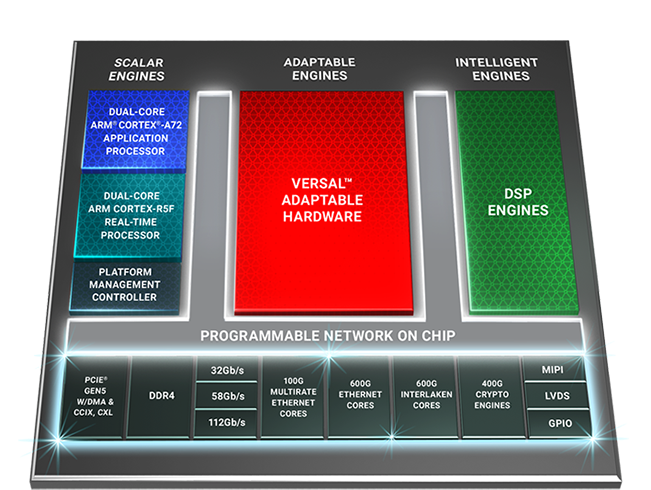 SCALAR
ENGINES
ADAPTABLE
ENGINES
INTELLIGENT
ENGINES
DUAL-CORE
ARM® CORTEX®-A72
APPLICATION
PROCESSOR
DUAL-CORE
ARM CORTEX-R5F
REAL-TIME
PROCESSOR
PLATFORM
MANAGEMENT
CONTROLLER
VERSAL™
ADAPTABLE
HARDWARE
DSP
ENGINES
PROGRAMMABLE NETWORK ON CHIP
PCIE®
GEN5
W/DMA &
CCIX, CXL
DDR4
32Gb/s
58Gb/s
112Gb/s
100G
MULTIRATE
ETHERNET
CORES
600G
ETHERNET
CORES
600G
INTERLAKEN
CORES
400G
CRYPTO
ENGINES
MIPI
LVDS
GPIO